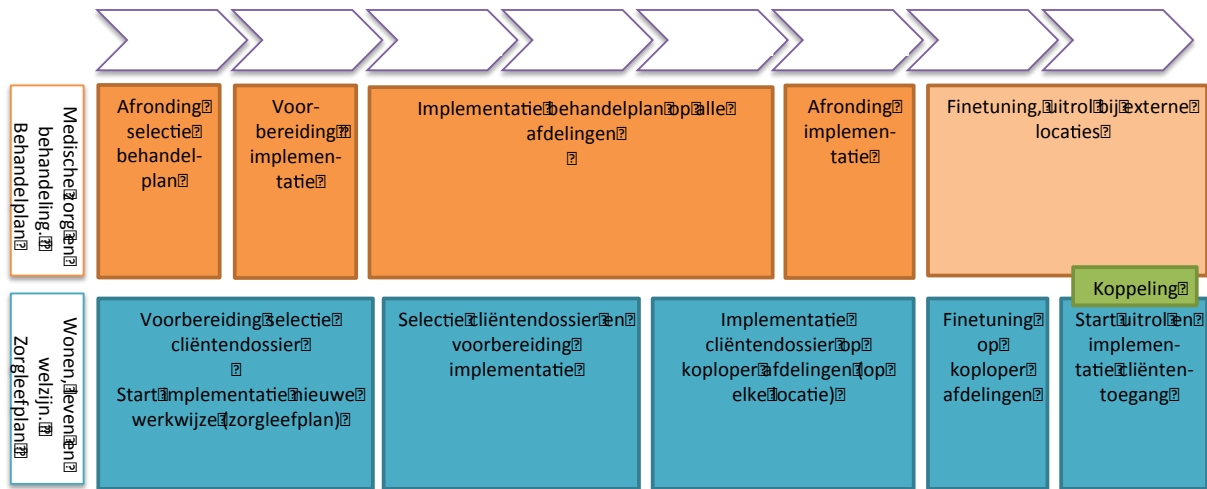 Medische zorg en
behandeling.
Behandelplan
Afronding
selectie
behandel-
plan
Voor-
bereiding
implemen-
tatie
Implementatie behandelplan op alle
afdelingen
Afronding
implemen-
tatie
Finetuning, uitrol bij externe
locaties
Koppeling
Wonen, leven en
welzijn.
Zorgleefplan
Voorbereiding selectie
cliëntendossier
Start implementatie nieuwe
werkwijze (zorgleefplan)
Selectie cliëntendossier en
voorbereiding
implementatie
Implementatie
cliëntendossier op
koploper afdelingen (op
elke locatie)
Finetuning
op
koploper
afdelingen
Start uitrol en
implemen-
tatie cliënten-
toegang